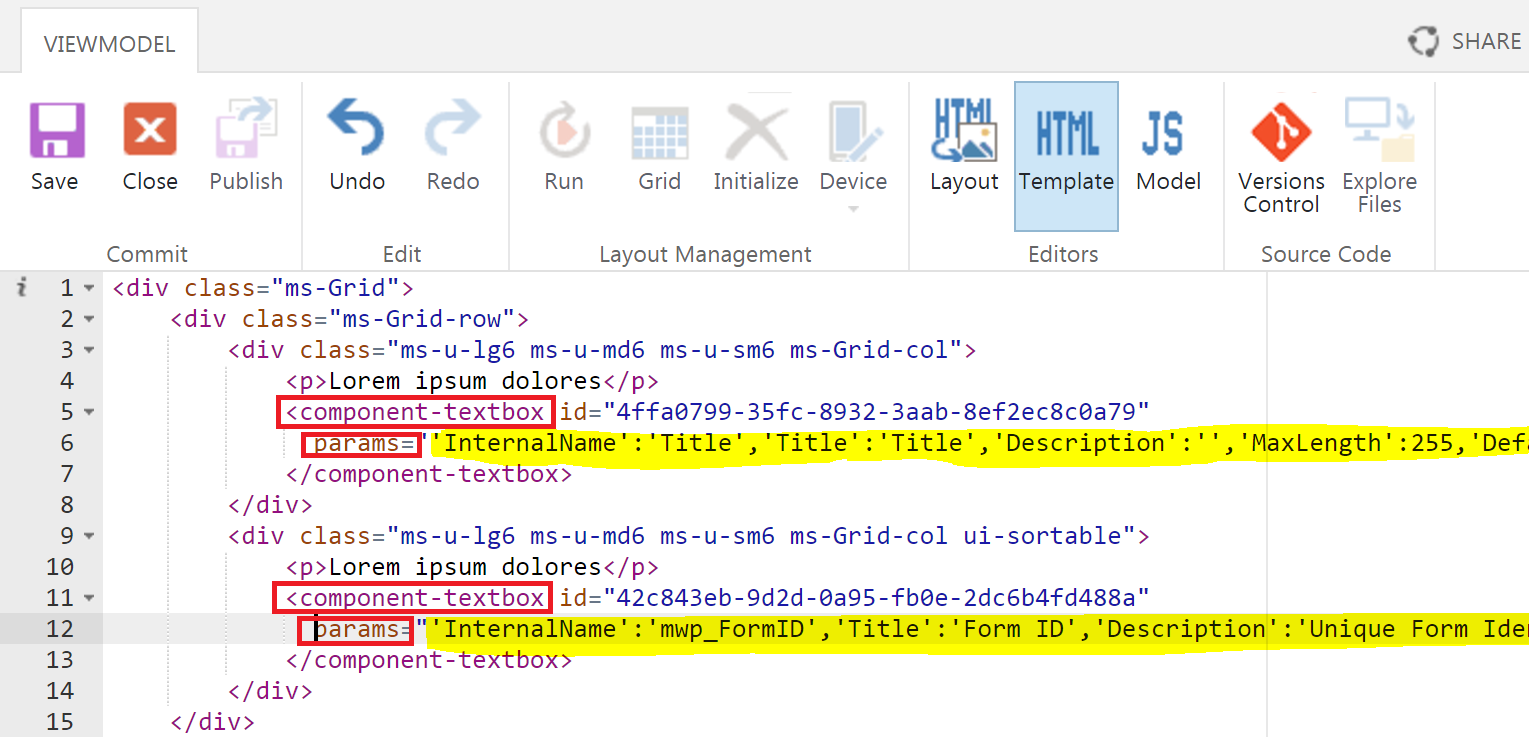 VIEWMODEL
SHARE
Save Close Publish Undo Redo Run Grid Initialize Device HTML Layout HTML Template JS Model Versions Control Explore Files
Commit Edit Layout Management Editors Source Code
i 1 <div class="ms-Grid">
2 <div class="ms-Grid-row">
3 <div class="ms-u-lg6 ms-u-md6 ms-u-sm6 ms-Grid-col">
4 <p>Lorem ipsum dolores</p>
5 <component-textbox id="4ffa0799-35fc-8932-3aab-8ef2ec8c0a79"
6 params="'InternalName':'Title','Title':'Title','Description':'','MaxLength':255,'Defa
7 </component-textbox>
8 </div>
9 <div class="ms-u-lg6 ms-u-md6 ms-u-sm6 ms-Grid-col ui-sortable">
10 <p>Lorem ipsum dolores</p>
11 <component-textbox id="42c843eb-9d2d-0a95-fb0e-2dc6b4fd488a"
12 params="'InternalName':'mwp_FormID','Title':'Form ID','Description':'Unique Form Iden
13 </component-textbox>
14 </div>
15 </div>